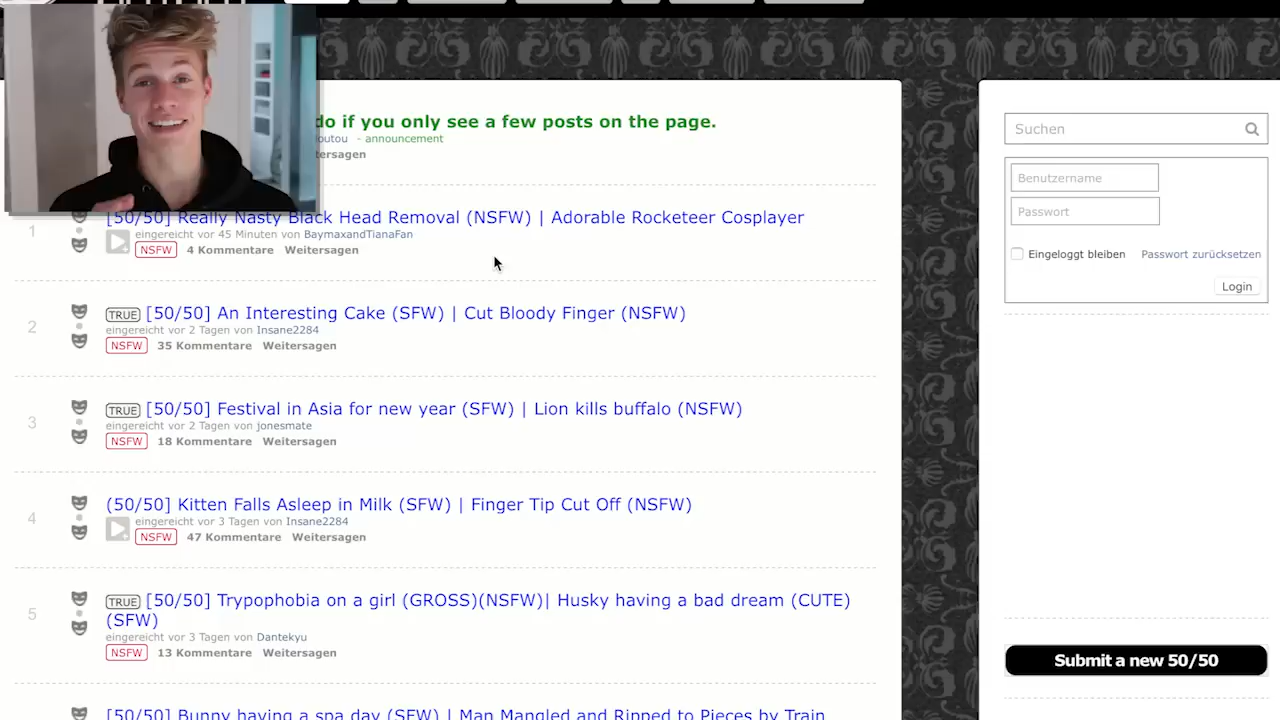 do if you only see a few posts on the page.
outou - announcement
tersagen
Suchen
Benutzername
Passwort
Eingeloggt bleiben Passwort zurücksetzen
Login
1
[50/50] Really Nasty Black Head Removal (NSFW) | Adorable Rocketeer Cosplayer
eingereicht vor 45 Minuten von BaymaxandTianaFan
NSFW 4 Kommentare Weitersagen
2
TRUE [50/50] An Interesting Cake (SFW) | Cut Bloody Finger (NSFW)
eingereicht vor 2 Tagen von Insane2284
NSFW 35 Kommentare Weitersagen
3
TRUE [50/50] Festival in Asia for new year (SFW) | Lion kills buffalo (NSFW)
eingereicht vor 2 Tagen von jonesmate
NSFW 18 Kommentare Weitersagen
4
(50/50] Kitten Falls Asleep in Milk (SFW) | Finger Tip Cut Off (NSFW)
eingereicht vor 3 Tagen von Insane2284
NSFW 47 Kommentare Weitersagen
5
TRUE [50/50] Trypophobia on a girl (GROSS)(NSFW)| Husky having a bad dream (CUTE)
(SFW)
eingereicht vor 3 Tagen von Dantekyu
NSFW 13 Kommentare Weitersagen
[50/50] Bunny having a spa day (SFW) | Man Mangled and Ripped to Pieces by Train
Submit a new 50/50